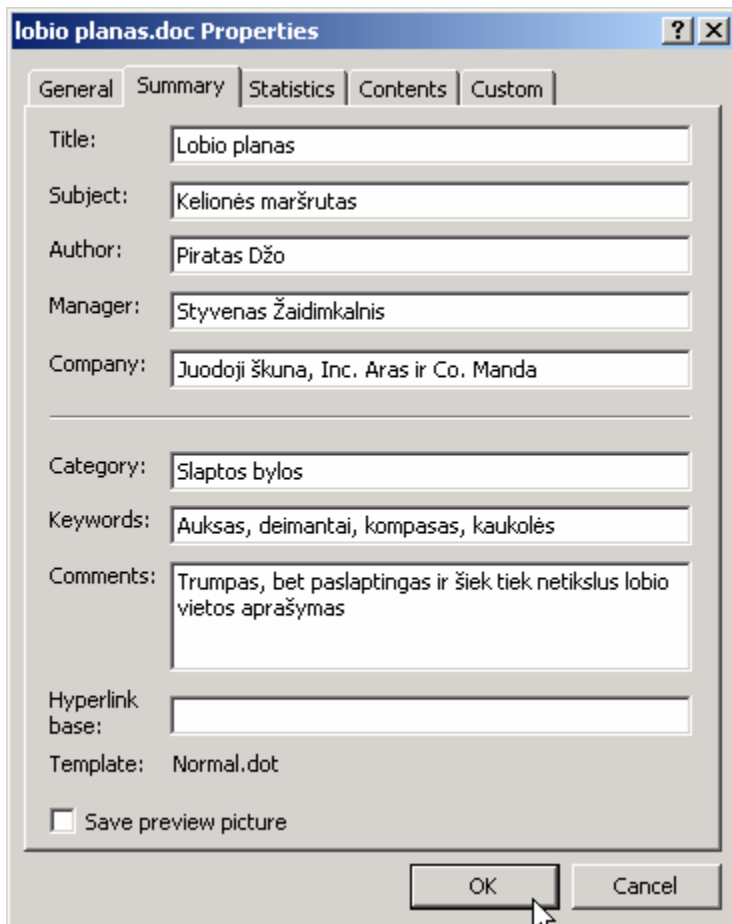 lobio planas.doc Properties
General Summary Statistics Contents Custom
Title: Lobio planas
Subject: Kelionės maršrutas
Author: Piratas Džo
Manager: Styvenas Žaidimkalnis
Company: Juodoji škuna, Inc. Aras ir Co. Manda
Category: Slaptos bylos
Keywords: Auksas, deimantai, kompasas, kaukolės
Comments: Trumpas, bet paslaptingas ir šiek tiek netikslus lobio
vietos aprašymas
Hyperlink
base:
Template: Normal.dot
Save preview picture
OK Cancel